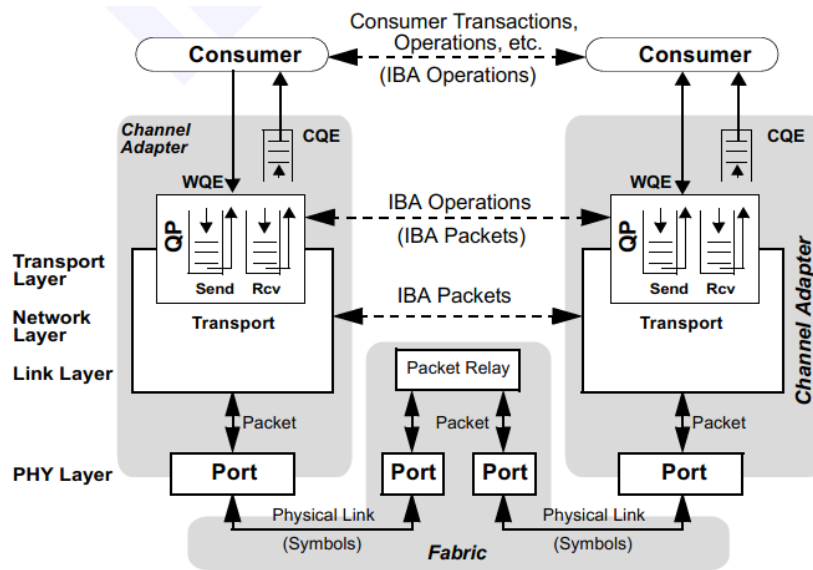 Consumer Transactions,
Operations, etc.
(IBA Operations)
Consumer
Consumer
Channel
Adapter
CQE
WQE
CQE
WQE
IBA Operations
(IBA Packets)
QP
Send
Rcv
Transport
QP
Send
Rcv
Transport
Channel Adapter
Transport
Layer
Network
Layer
Link Layer
PHY Layer
IBA Packets
Packet Relay
Packet
Packet
Packet
Port
Port
Port
Port
Physical Link
(Symbols)
Physical Link
(Symbols)
Fabric